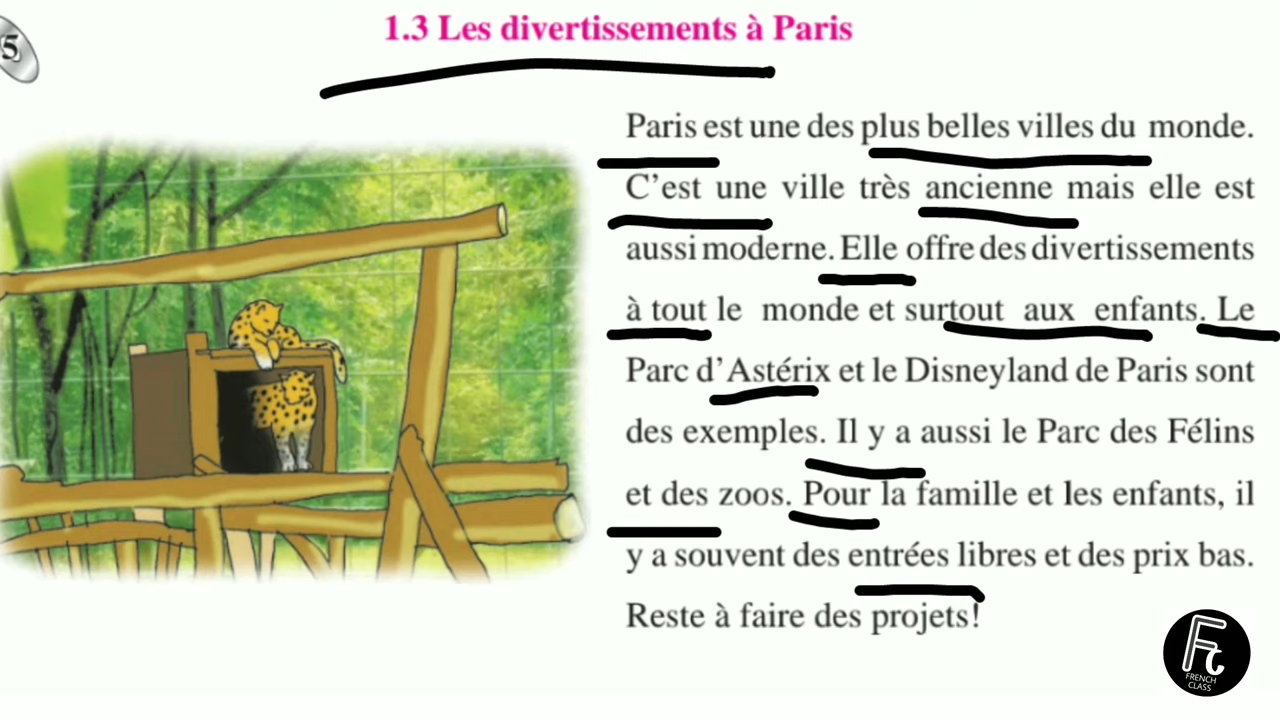 5
1.3 Les divertissements à Paris
Paris est une des plus belles villes du monde.
C’est une ville très ancienne mais elle est
aussi moderne. Elle offre des divertissements
à tout le monde et surtout aux enfants. Le
Parc d’Astérix et le Disneyland de Paris sont
des exemples. Il y a aussi le Parc des Félins
et des zoos. Pour la famille et les enfants, il
y a souvent des entrées libres et des prix bas.
Reste à faire des projets!
Fc
FRENCH
CLASS